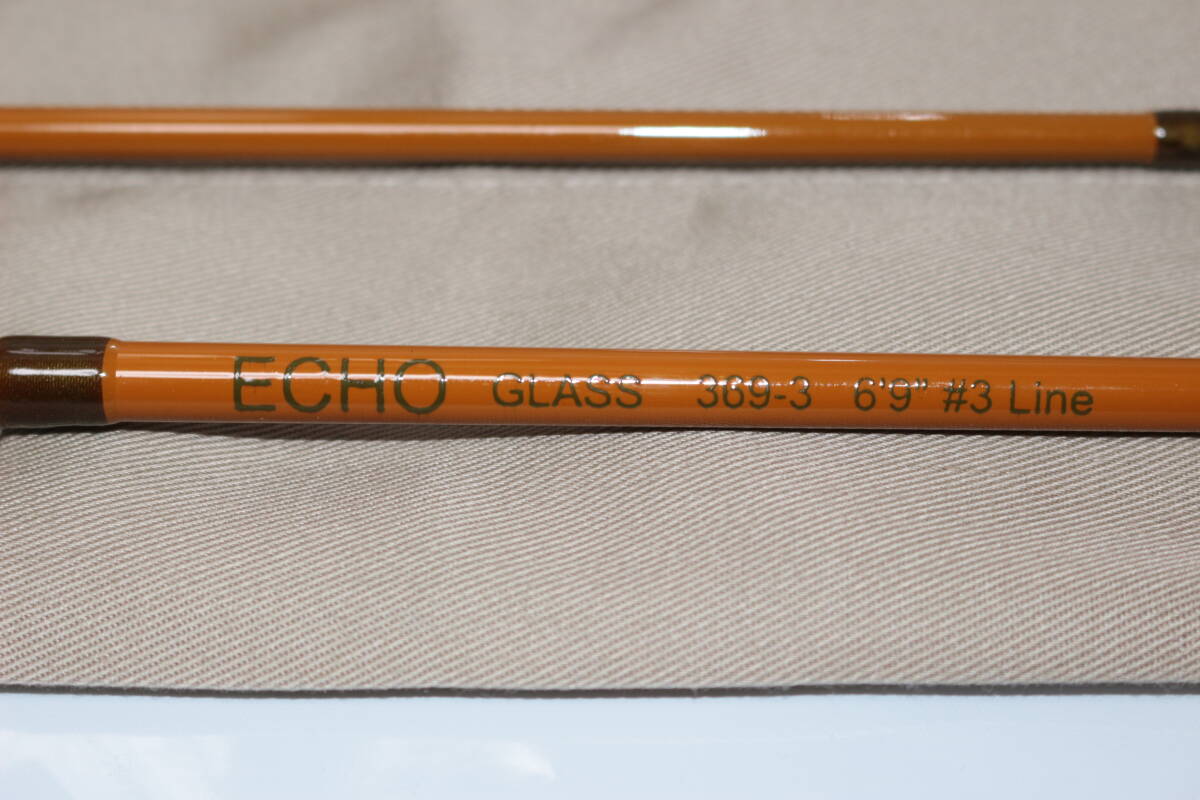 ECHO GLASS 369-3 6'9" #3 Line